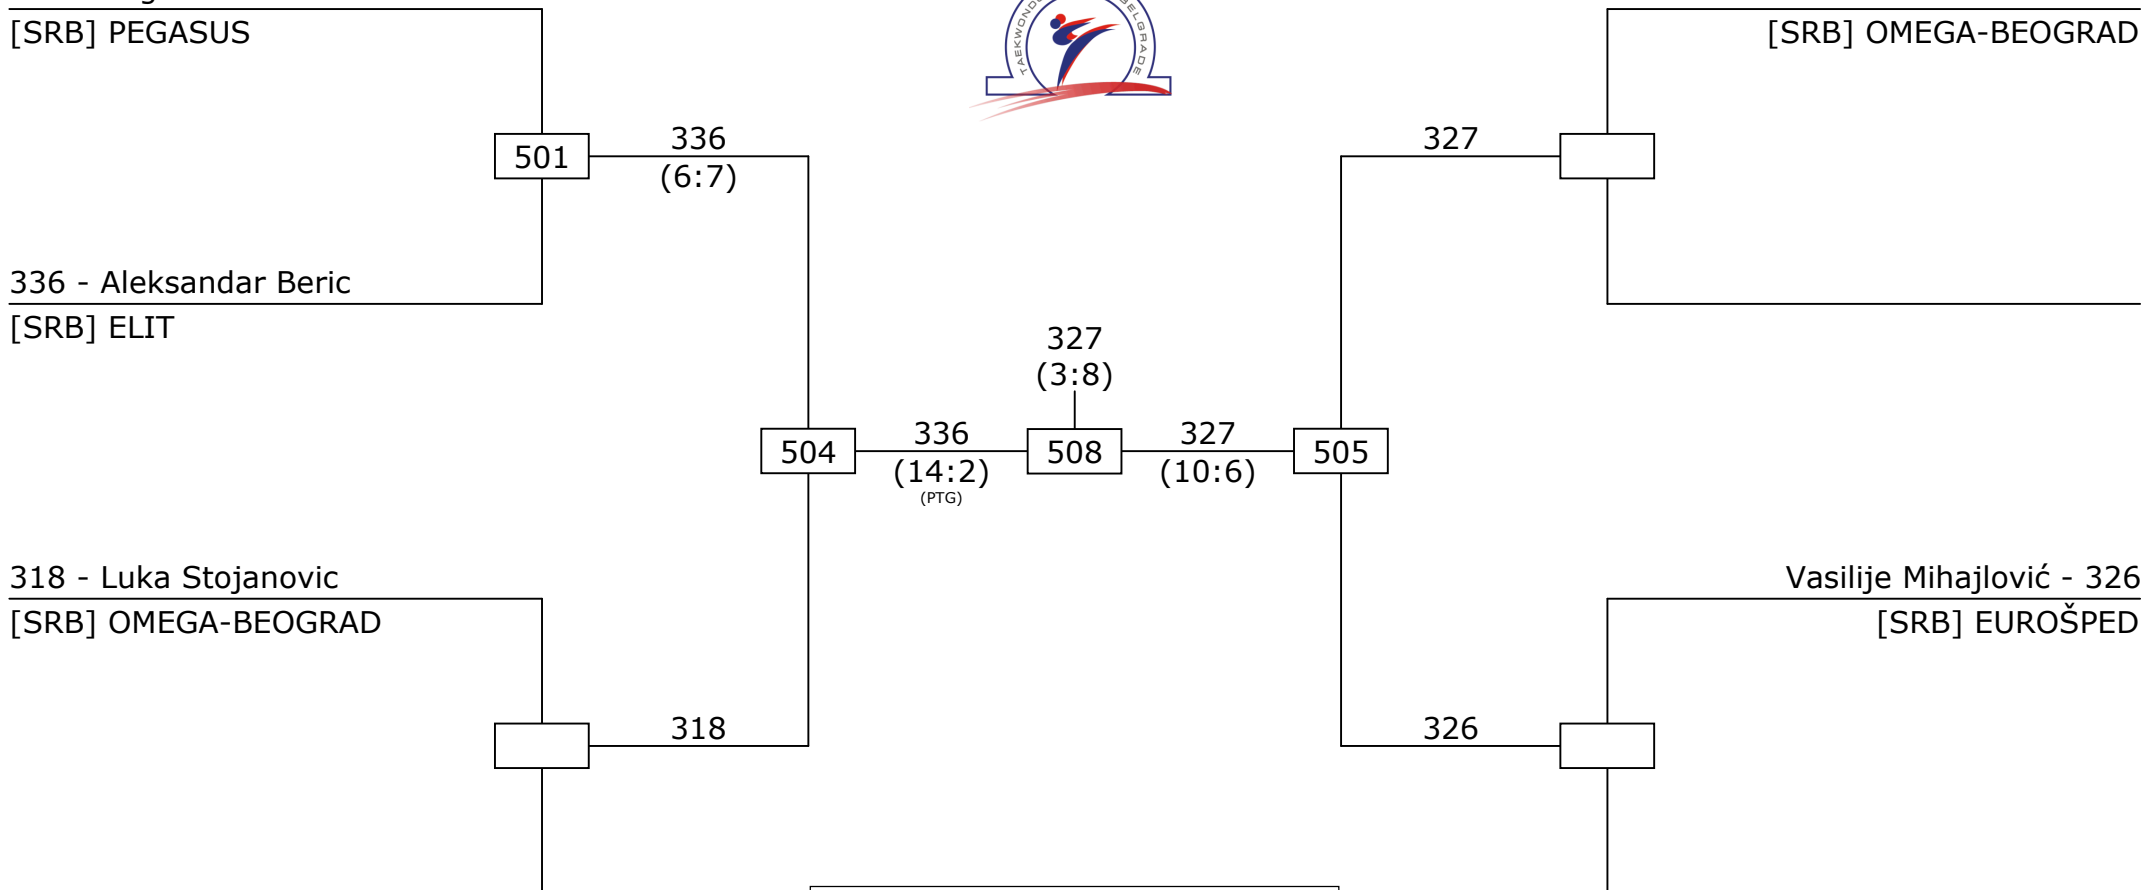 [SRB] PEGASUS
TAEKWONDO
BELGRADE
[SRB] OMEGA-BEOGRAD
501
336
(6:7)
327
336 - Aleksandar Beric
[SRB] ELIT
327
(3:8)
504
336
(14:2)
(PTG)
508
327
(10:6)
505
318 - Luka Stojanovic
[SRB] OMEGA-BEOGRAD
Vasilije Mihajlović - 326
[SRB] EUROŠPED
318
326